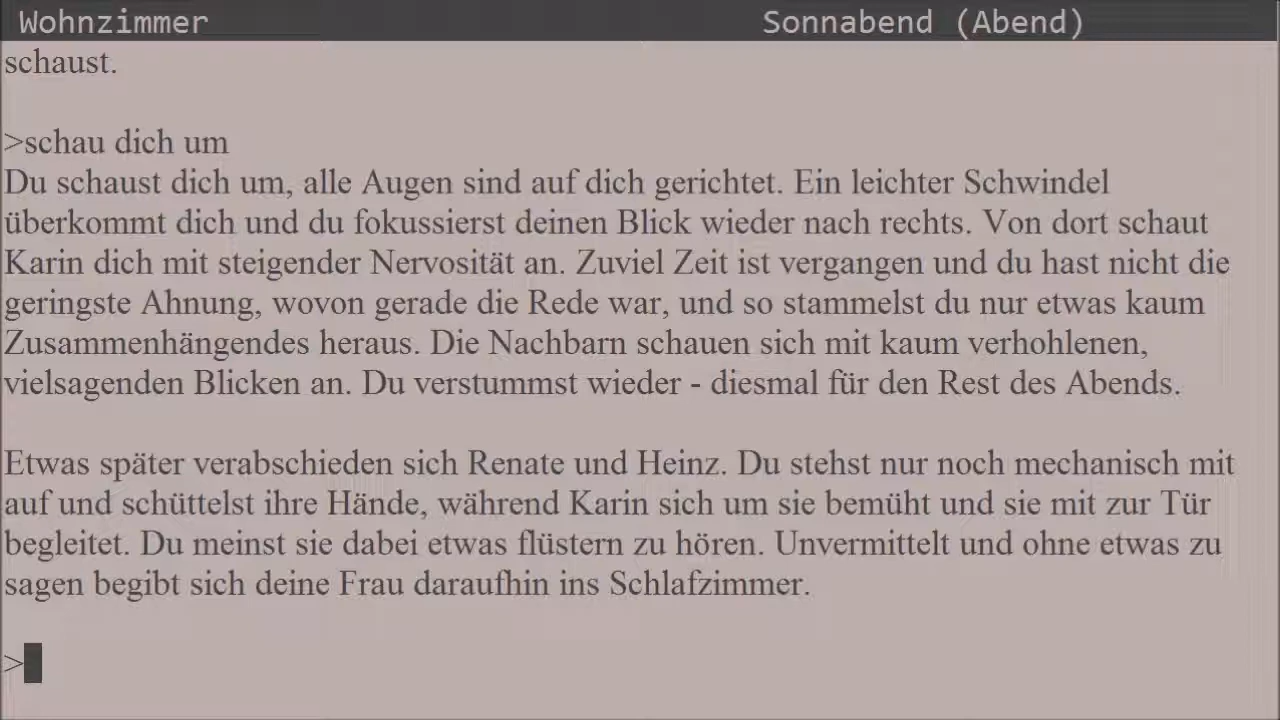 Wohnzimmer Sonnabend (Abend)
schaust.
>schau dich um
Du schaust dich um, alle Augen sind auf dich gerichtet. Ein leichter Schwindel
überkommt dich und du fokussierst deinen Blick wieder nach rechts. Von dort schaut
Karin dich mit steigender Nervosität an. Zuviel Zeit ist vergangen und du hast nicht die
geringste Ahnung, wovon gerade die Rede war, und so stammelst du nur etwas kaum
Zusammenhängendes heraus. Die Nachbarn schauen sich mit kaum verhohlenen,
vielsagenden Blicken an. Du verstummst wieder - diesmal für den Rest des Abends.
Etwas später verabschieden sich Renate und Heinz. Du stehst nur noch mechanisch mit
auf und schüttelst ihre Hände, während Karin sich um sie bemüht und sie mit zur Tür
begleitet. Du meinst sie dabei etwas flüstern zu hören. Unvermittelt und ohne etwas zu
sagen begibt sich deine Frau daraufhin ins Schlafzimmer.
>